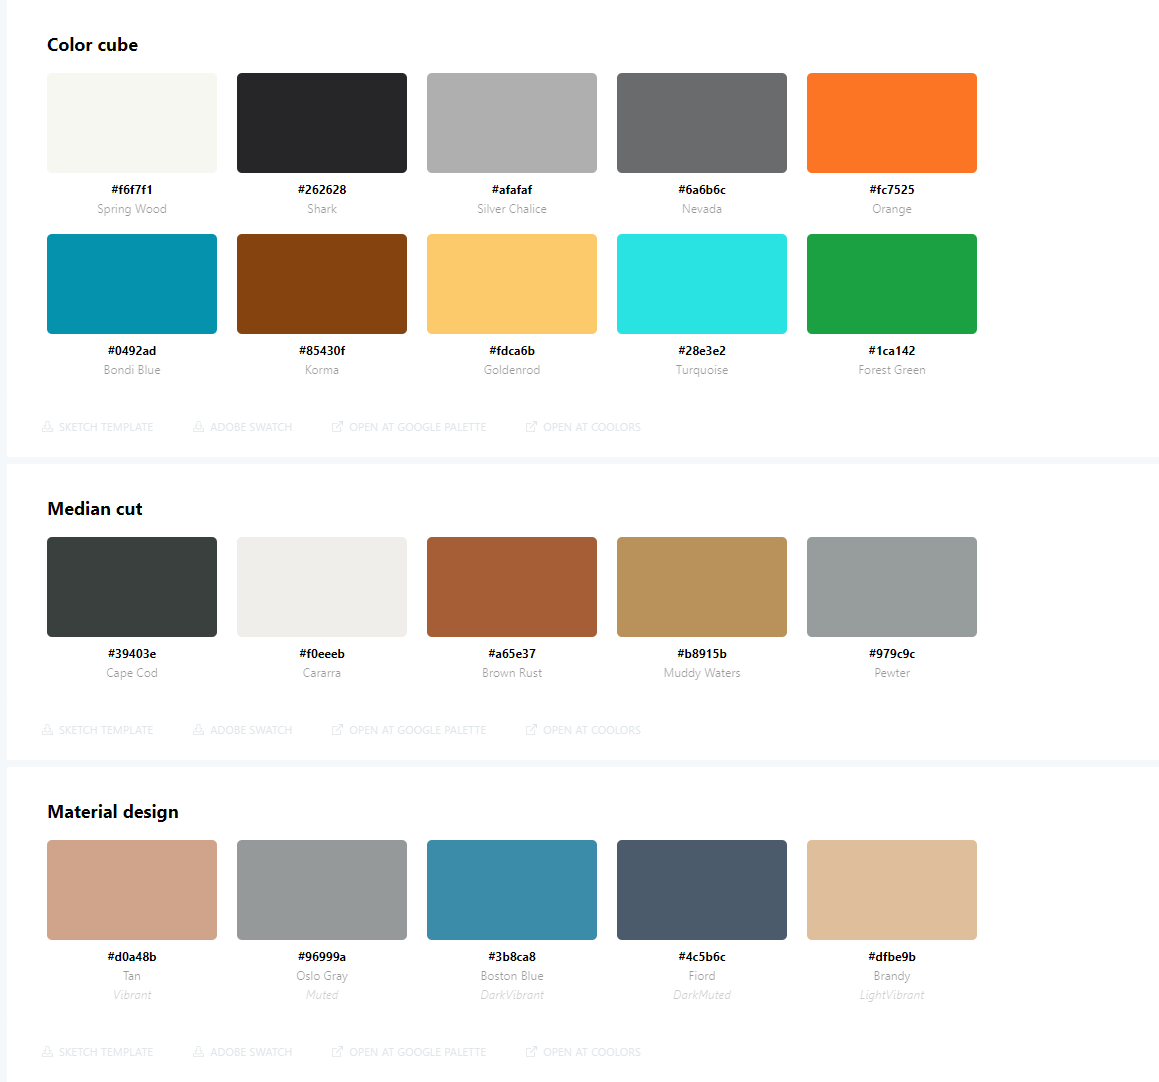 Color cube
#f6f7f1 #262628 #afafaf #6a6b6c #fc7525
Spring Wood Shark Silver Chalice Nevada Orange
#0492ad #85430f #fdca6b #28e3e2 #1ca142
Bondi Blue Korma Goldenrod Turquoise Forest Green
SKETCH TEMPLATE ADOBE SWATCH OPEN AT GOOGLE PALETTE OPEN AT COOLORS
Median cut
#39403e #f0eeeb #a65e37 #b8915b #979c9c
Cape Cod Cararra Brown Rust Muddy Waters Pewter
SKETCH TEMPLATE ADOBE SWATCH OPEN AT GOOGLE PALETTE OPEN AT COOLORS
Material design
#d0a48b #96999a #3b8ca8 #4c5b6c #dfbe9b
Tan Oslo Gray Boston Blue Fiord Brandy
Vibrant Muted DarkVibrant DarkMuted LightVibrant
SKETCH TEMPLATE ADOBE SWATCH OPEN AT GOOGLE PALETTE OPEN AT COOLORS